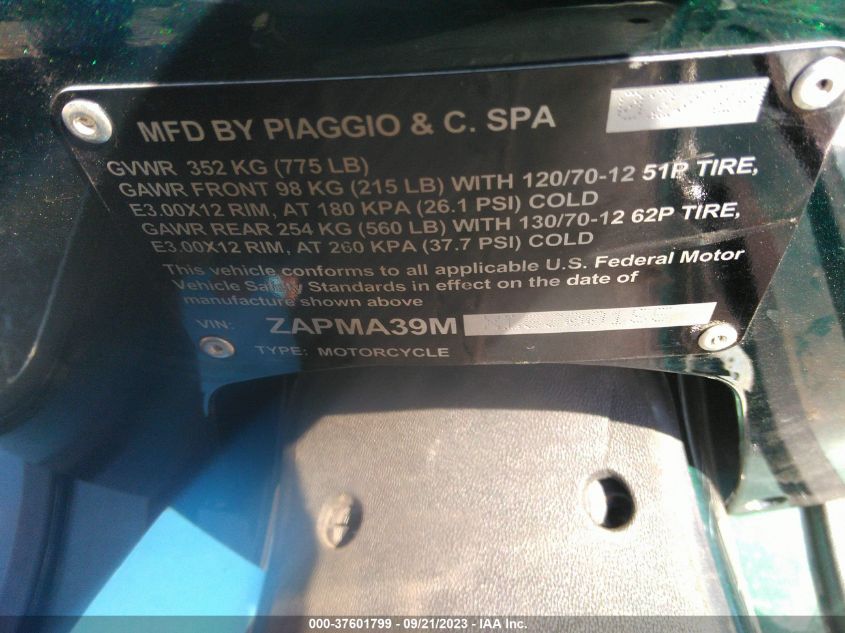 MFD BY PIAGGIO & C. SPA
GVWR 352 KG (775 LB)
GAWR FRONT 98 KG (215 LB) WITH 120/70-12 51P TIRE,
E3.00X12 RIM, AT 180 KPA (26.1 PSI) COLD
GAWR REAR 254 KG (560 LB) WITH 130/70-12 62P TIRE,
E3.00X12 RIM, AT 260 KPA (37.7 PSI) COLD
This vehicle conforms to all applicable U.S. Federal Motor
Vehicle Safety Standards in effect on the date of
manufacture shown above
VIN: ZAPMA39M
TYPE: MOTORCYCLE
000-37601799 - 09/21/2023 - IAA Inc.